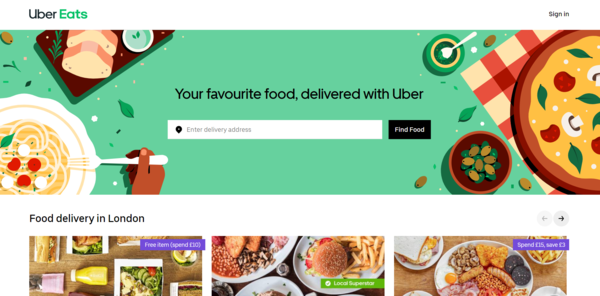 Uber Eats
Sign in
Your favourite food, delivered with Uber
Enter delivery address
Find Food
Food delivery in London
Free item (spend £10)
Local Superstar
Spend £15, save £3